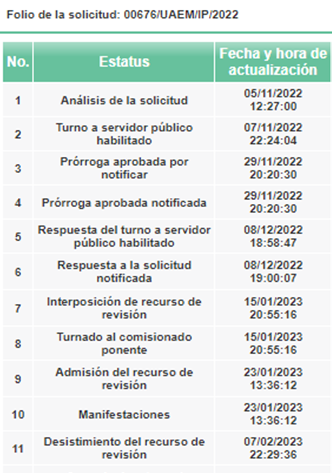 Folio de la solicitud: 00676/UAEM/IP/2022
No. Estatus Fecha y hora de
actualización
1 Análisis de la solicitud 05/11/2022
12:27:00
2 Turno a servidor público
habilitado 07/11/2022
22:24:04
3 Prórroga aprobada por
notificar 29/11/2022
20:20:30
4 Prórroga aprobada notificada 29/11/2022
20:20:30
5 Respuesta del turno a servidor
público habilitado 08/12/2022
18:58:47
6 Respuesta a la solicitud
notificada 08/12/2022
19:00:07
7 Interposición de recurso de
revisión 15/01/2023
20:55:16
8 Turnado al comisionado
ponente 15/01/2023
20:55:16
9 Admisión del recurso de
revisión 23/01/2023
13:36:12
10 Manifestaciones 23/01/2023
13:36:12
11 Desistimiento del recurso de
revisión 07/02/2023
22:29:36